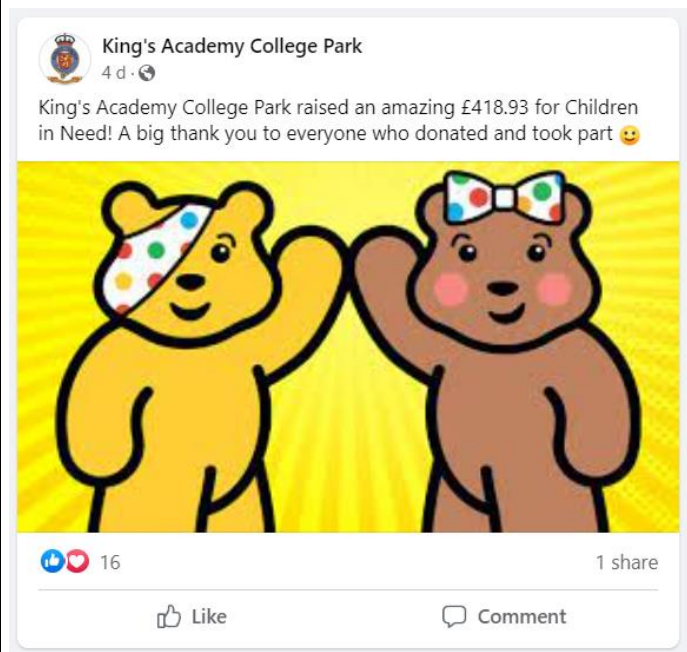 King's Academy College Park
4 d ·
King's Academy College Park raised an amazing £418.93 for Children
in Need! A big thank you to everyone who donated and took part 🙂
16
1 share
Like
Comment